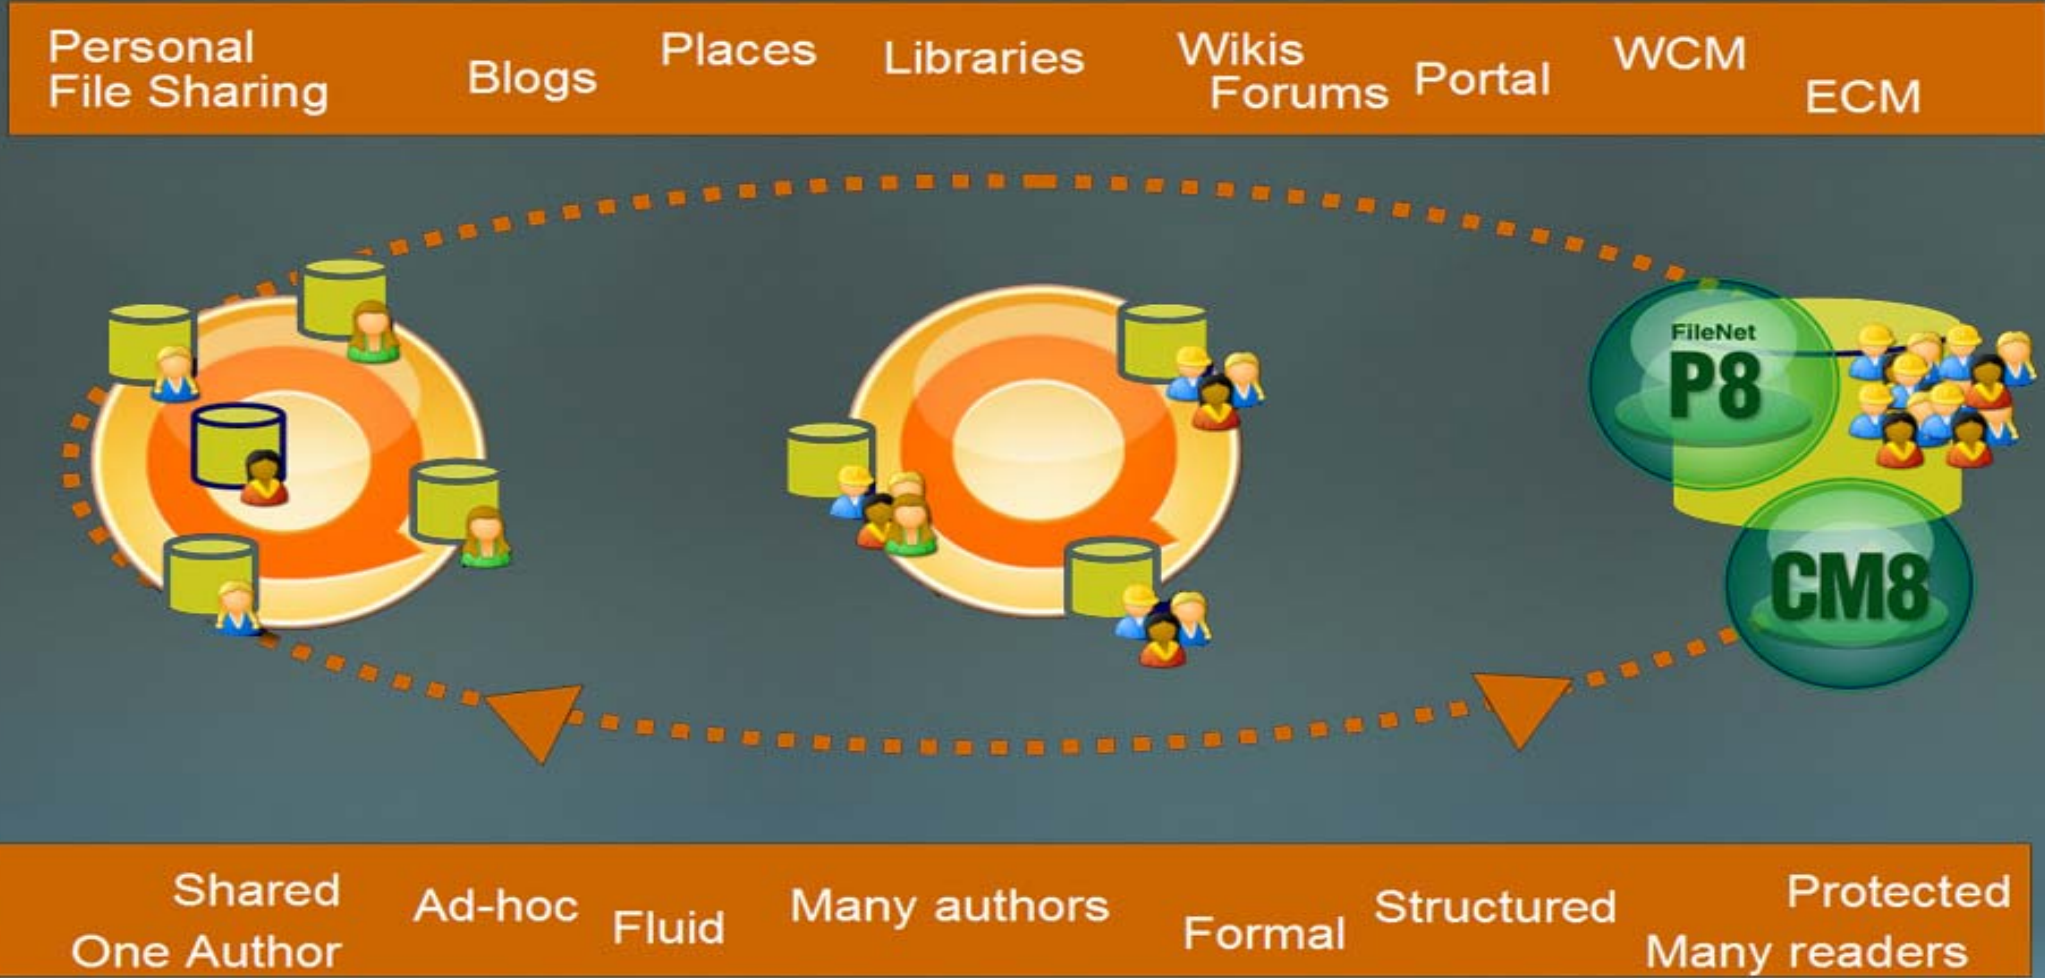 Personal
File Sharing
Blogs
Places
Libraries
Wikis
Forums
Portal
WCM
ECM
FileNet
P8
CM8
Shared
One Author
Ad-hoc
Fluid
Many authors
Formal
Structured
Protected
Many readers